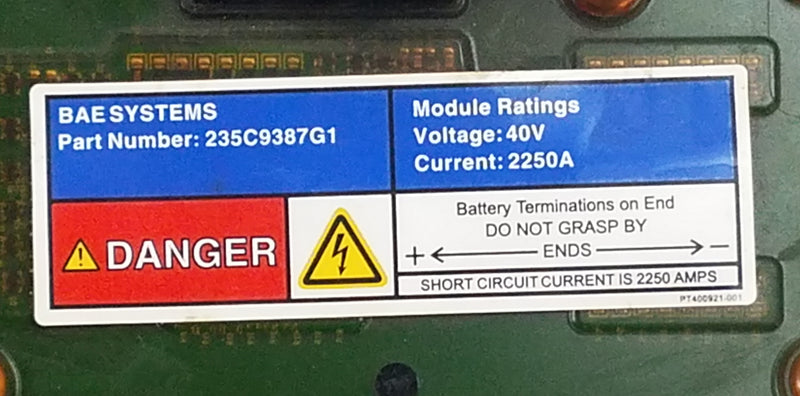 BAE SYSTEMS
Part Number: 235C9387G1
Module Ratings
Voltage: 40V
Current: 2250A
DANGER
Battery Terminations on End
DO NOT GRASP BY
+ ENDS −
SHORT CIRCUIT CURRENT IS 2250 AMPS
PT400921-001